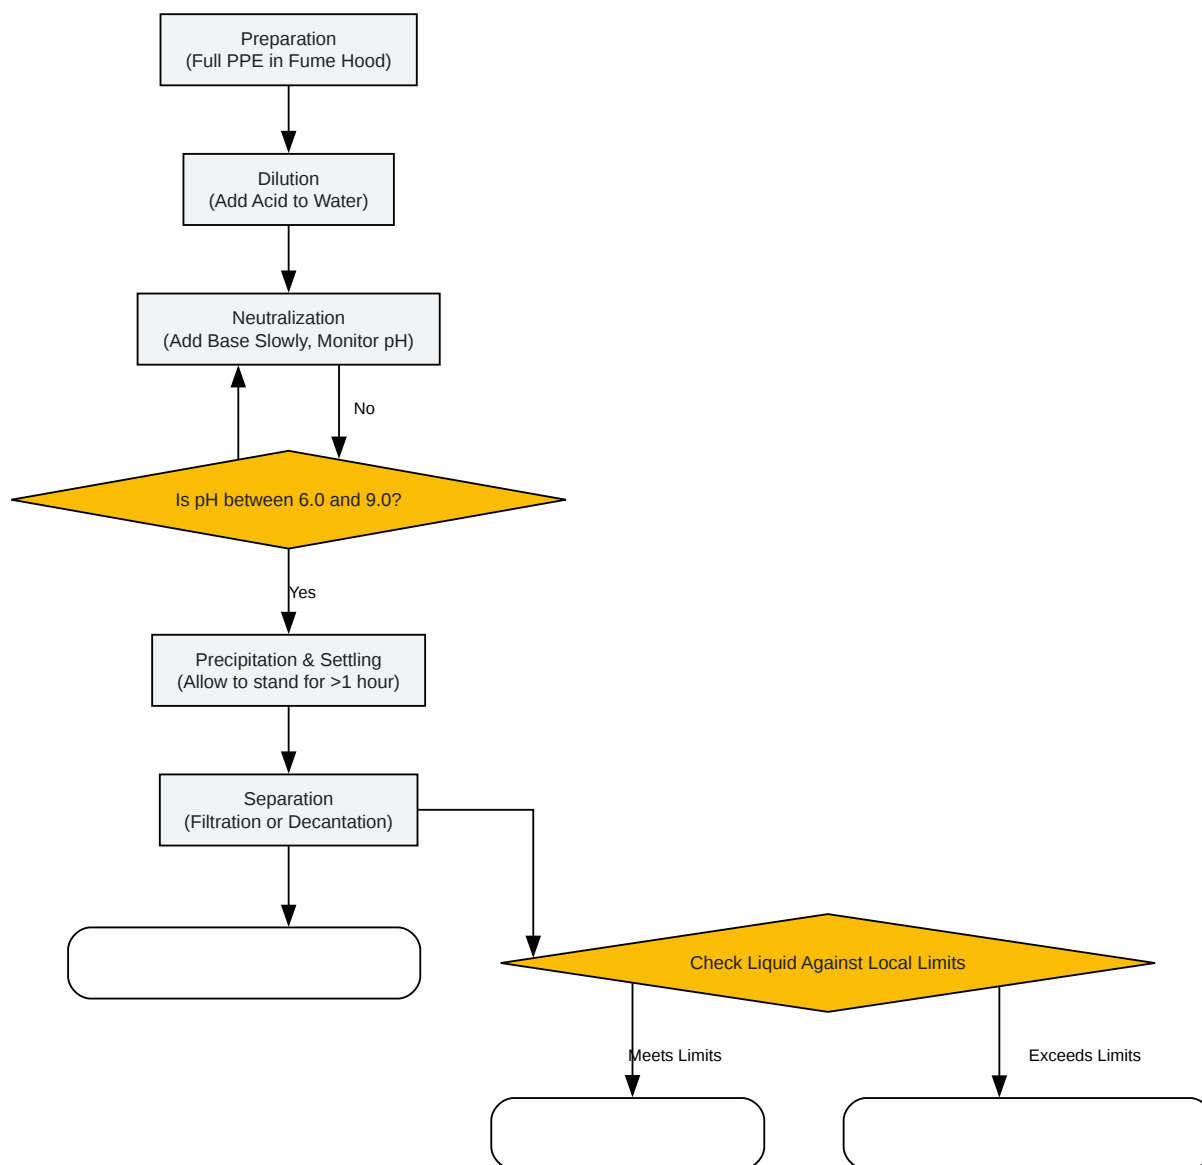 Preparation
(Full PPE in Fume Hood)
Dilution
(Add Acid to Water)
Neutralization
(Add Base Slowly, Monitor pH)
No
Is pH between 6.0 and 9.0?
Yes
Precipitation & Settling
(Allow to stand for >1 hour)
Separation
(Filtration or Decantation)
Check Liquid Against Local Limits
Meets Limits
Exceeds Limits